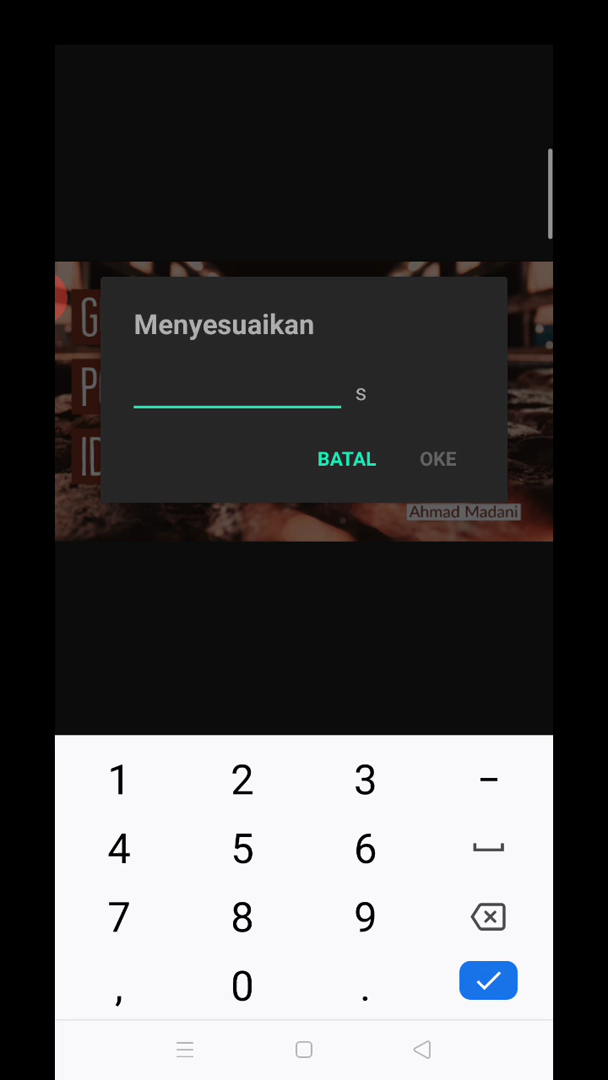 Menyesuaikan
s
BATAL OKE
Ahmad Madani
1 2 3 -
4 5 6
7 8 9
, 0 .